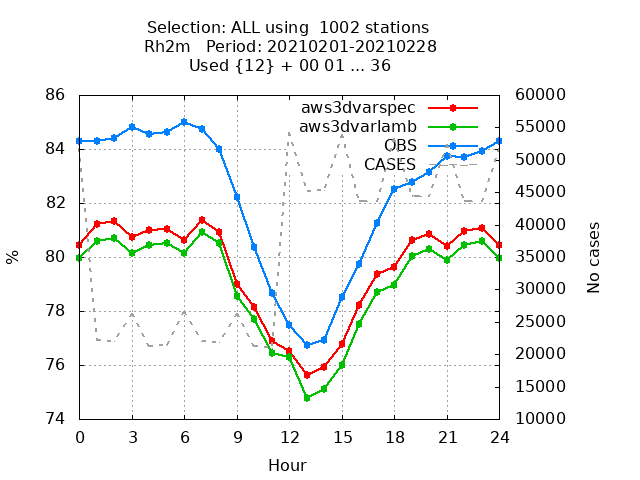 Selection: ALL using  1002 stations
Rh2m   Period: 20210201-20210228
Used {12} + 00 01 ... 36
86 60000
aws3dvarspec
55000
aws3dvarlamb
84 OBS
50000
CASES
82 45000
40000
80 35000
% No cases
30000
78
25000
76 20000
15000
74 10000
0 3 6 9 12 15 18 21 24
Hour